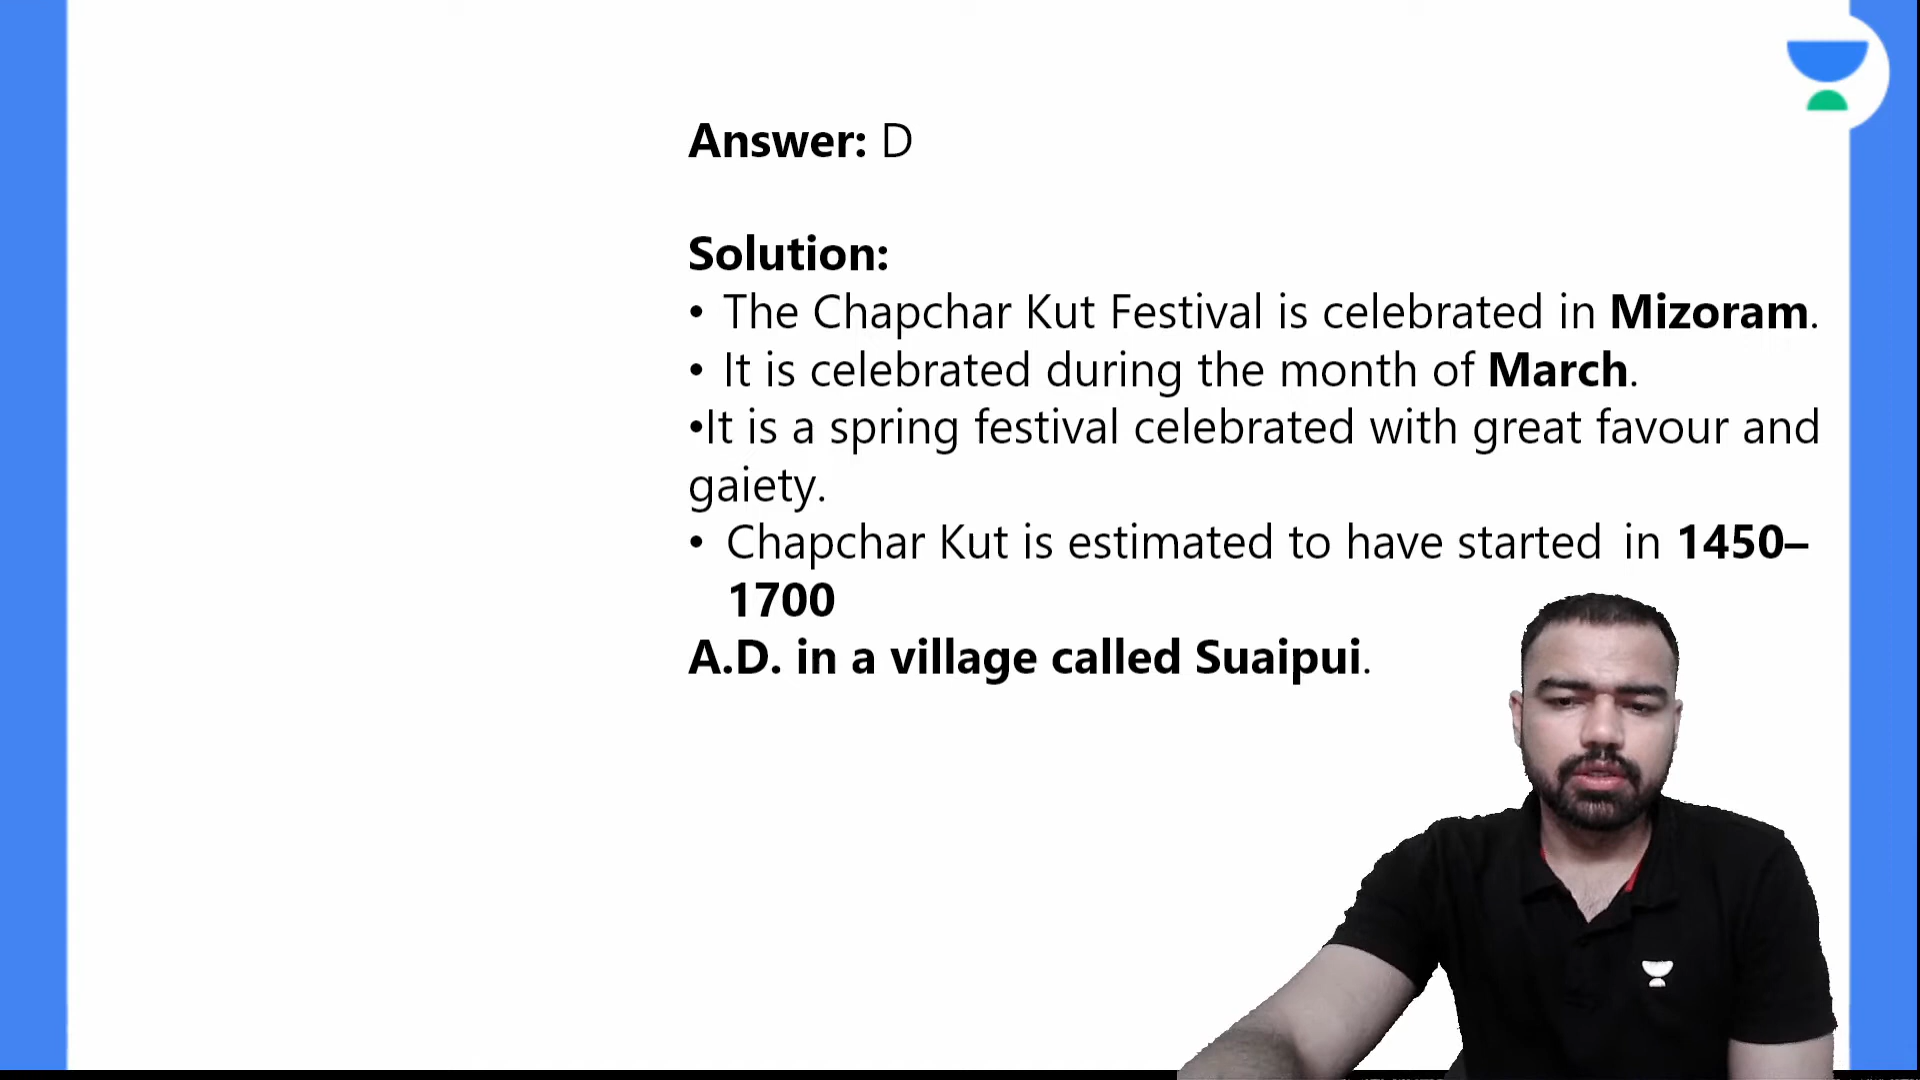 Answer: D
Solution:
• The Chapchar Kut Festival is celebrated in Mizoram.
• It is celebrated during the month of March.
•It is a spring festival celebrated with great favour and
gaiety.
• Chapchar Kut is estimated to have started in 1450–
1700
A.D. in a village called Suaipui.